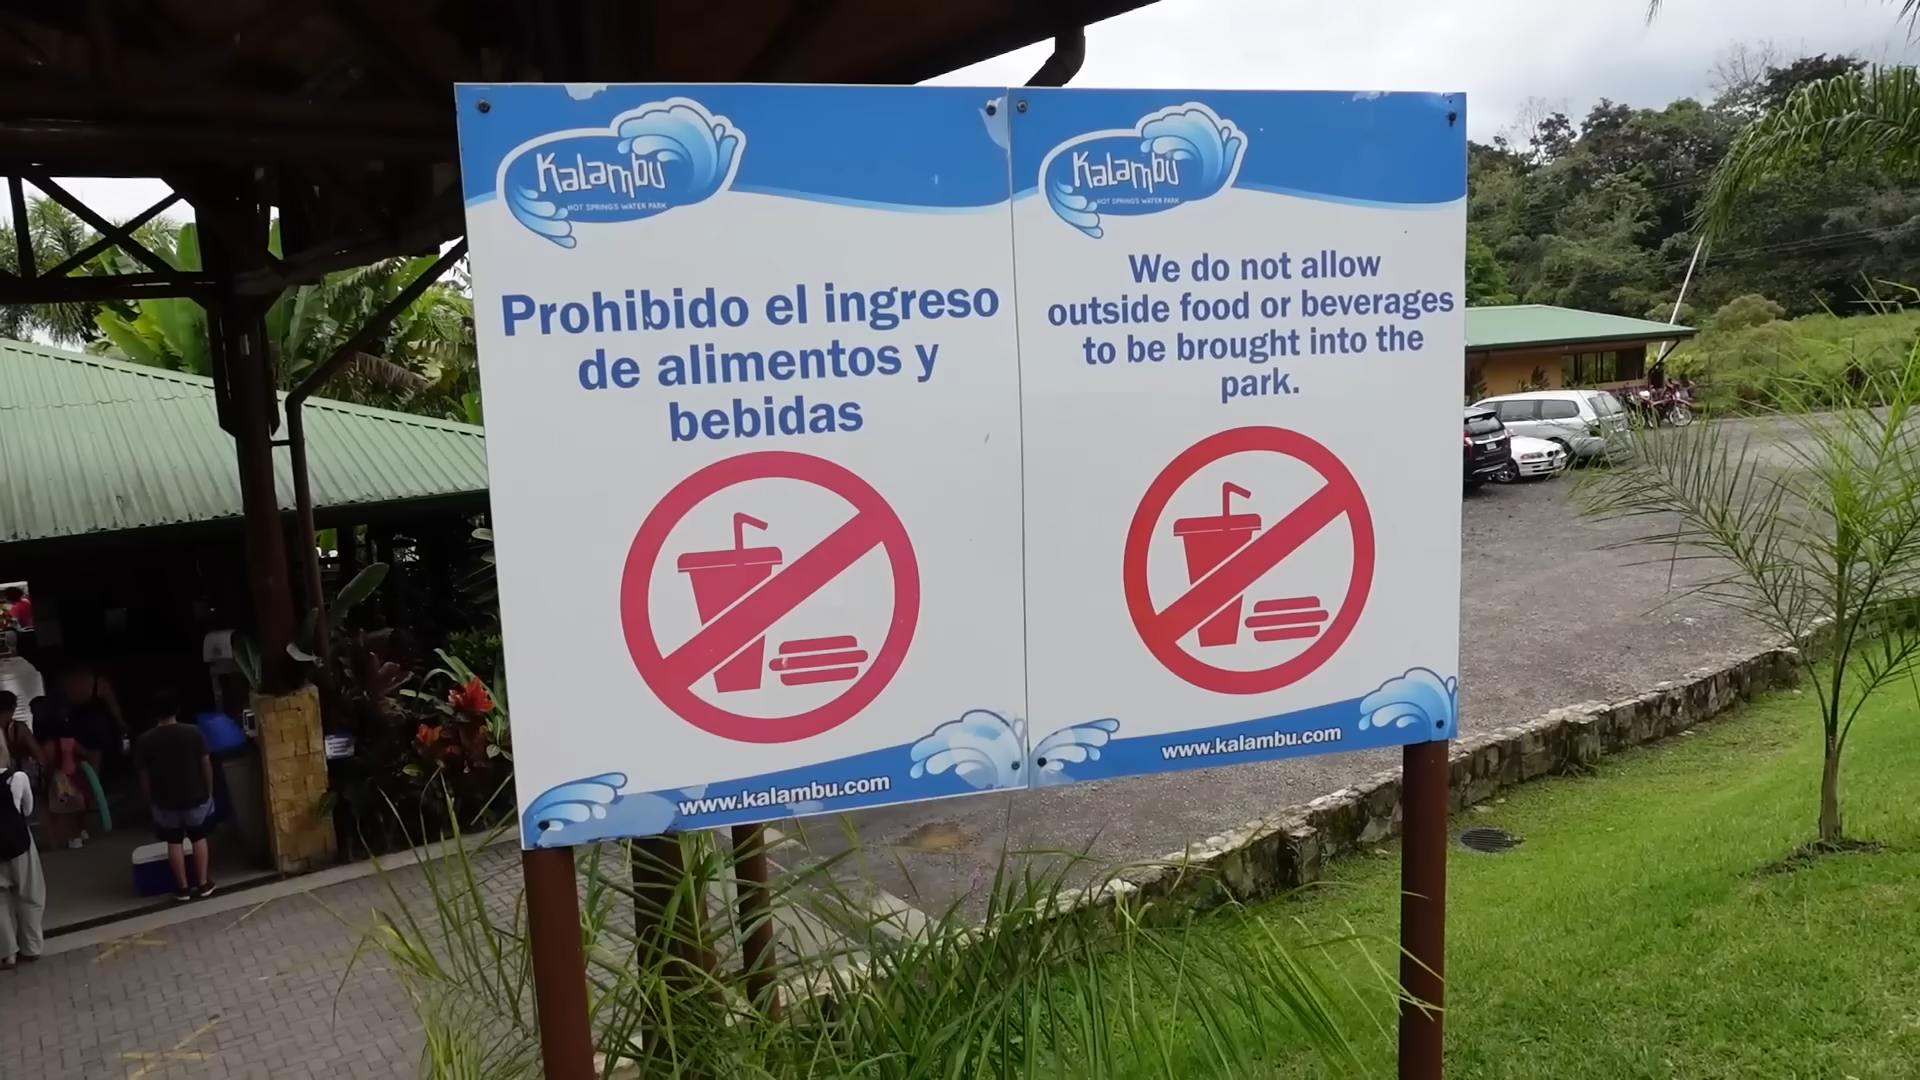 Kalambu
HOT SPRINGS WATER PARK
Prohibido el ingreso
de alimentos y
bebidas
www.kalambu.com
Kalambu
HOT SPRINGS WATER PARK
We do not allow
outside food or beverages
to be brought into the
park.
www.kalambu.com